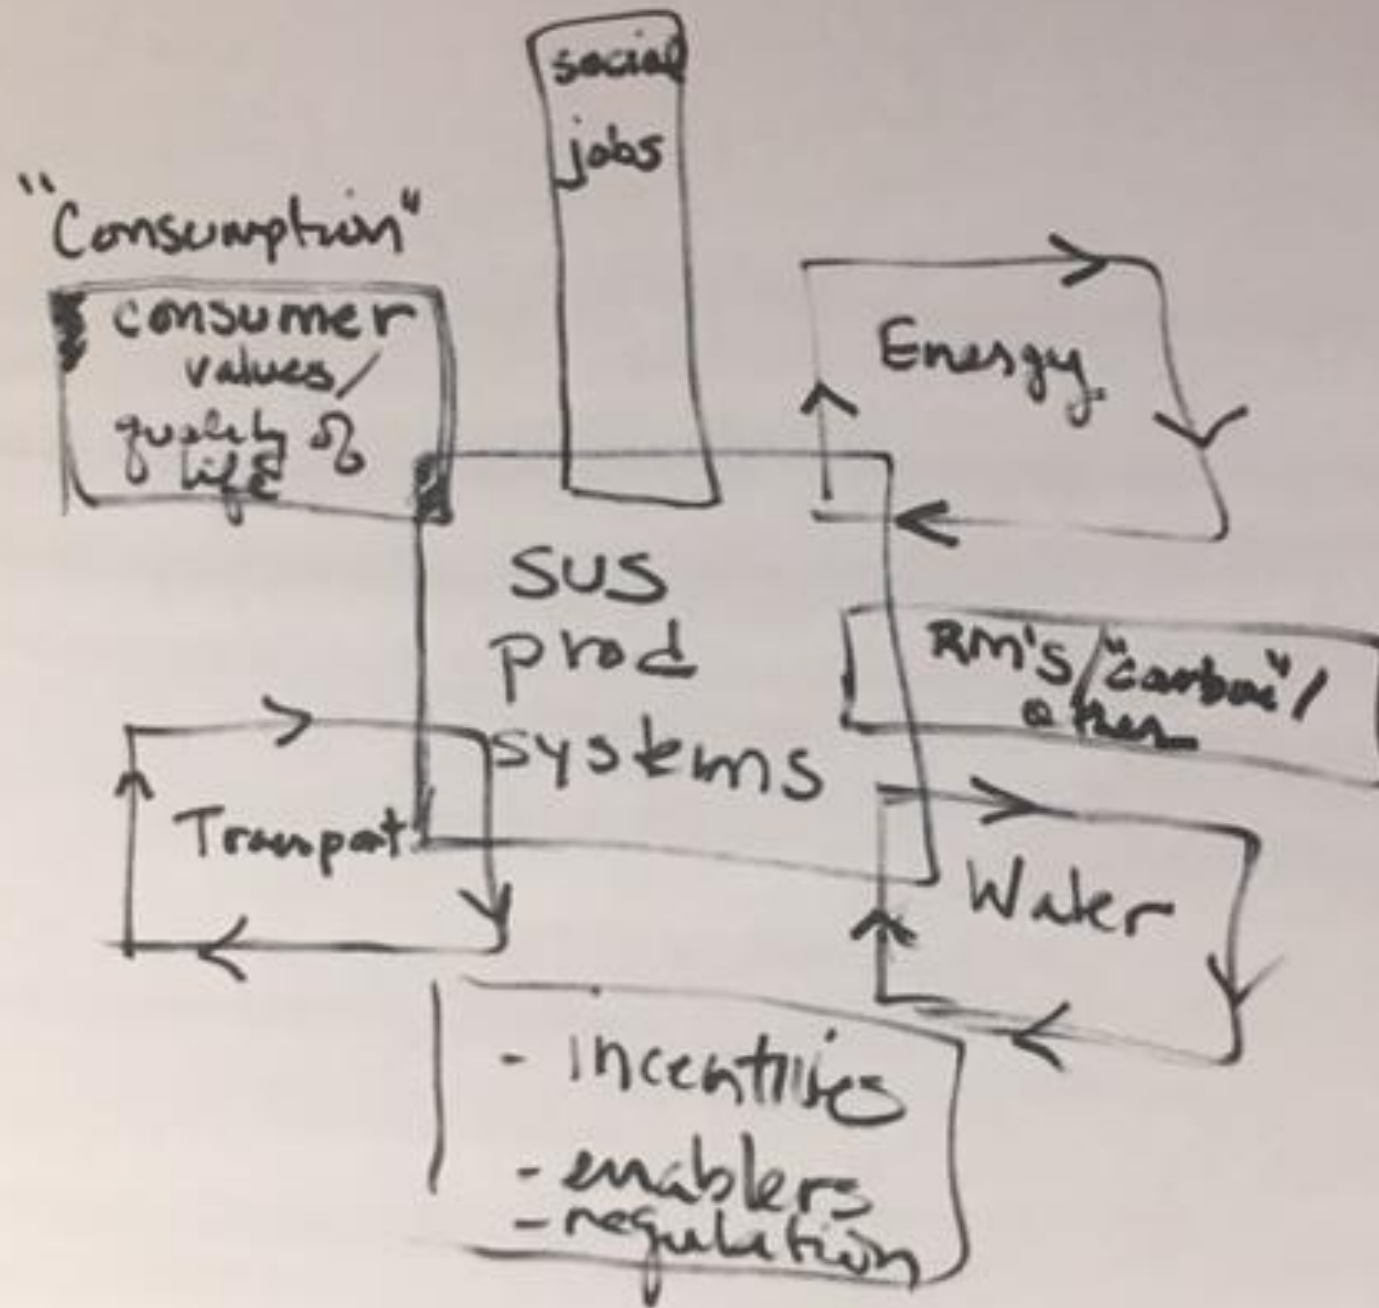 social
jobs
"Consumption"
consumer
values/
quality of
life
Energy
sus
prod
systems
RM's/"carbon"/
other
Transport
Water
- incentives
- enablers
- regulation